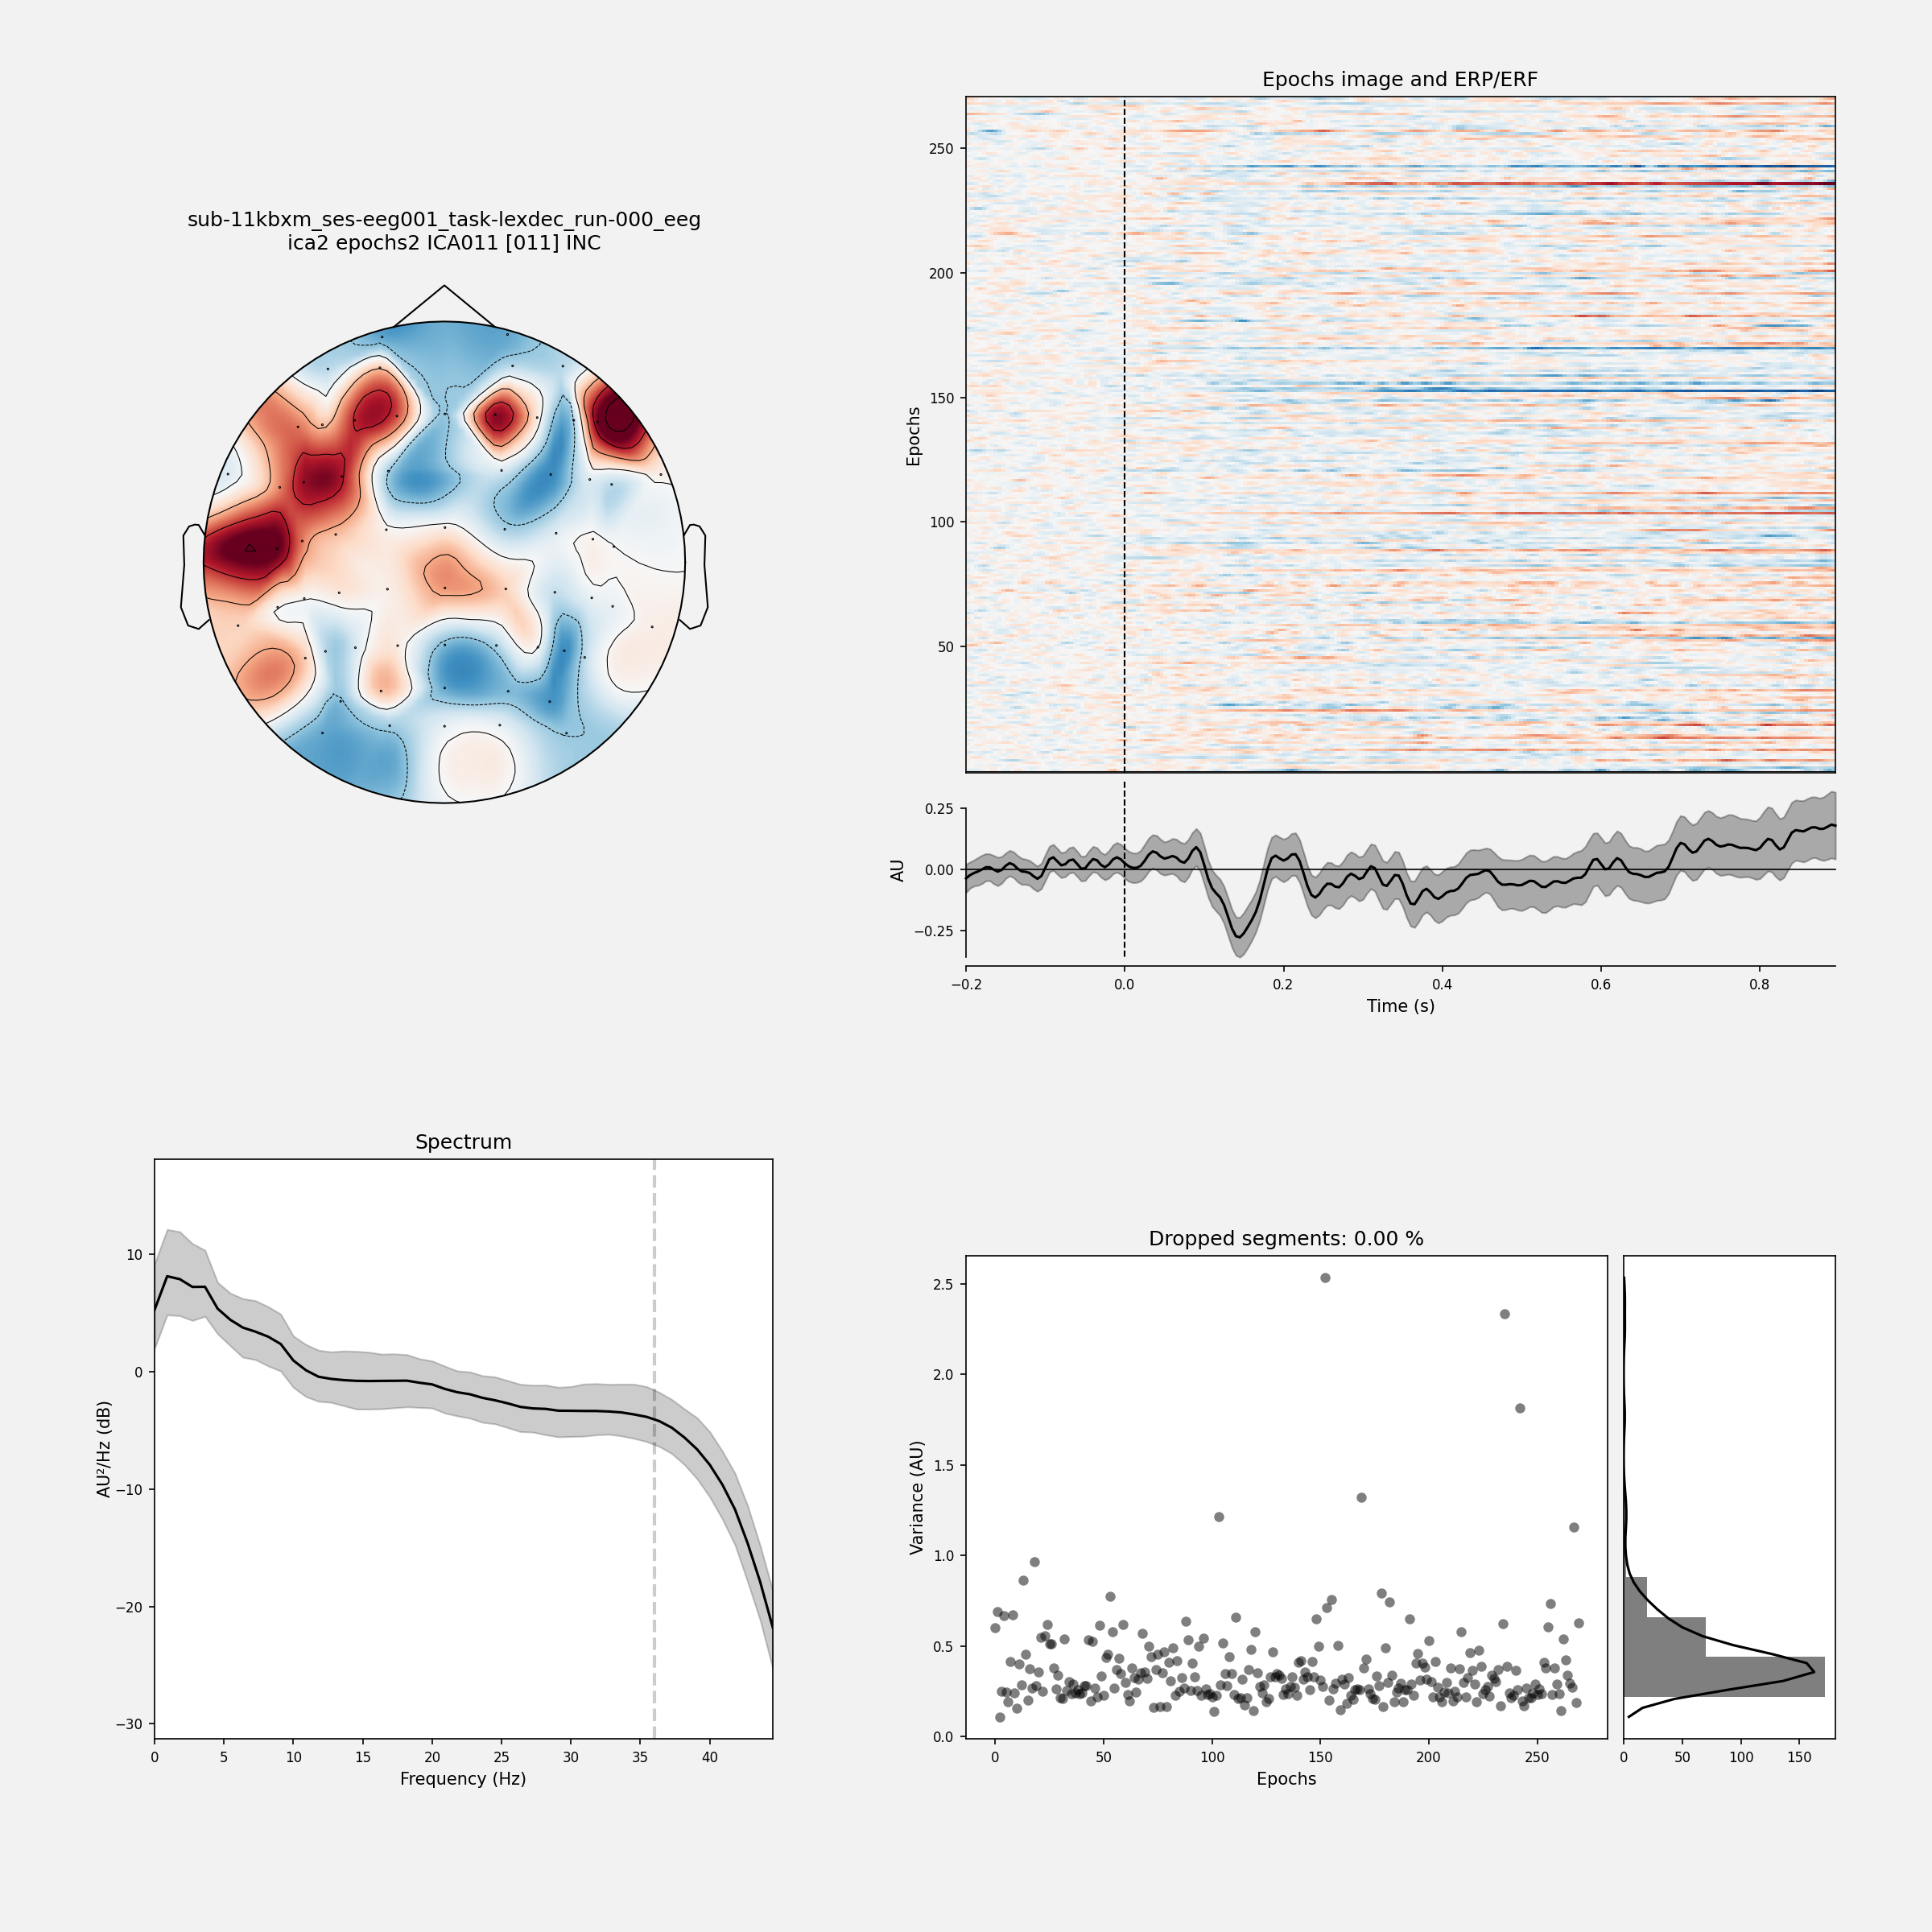 sub-11kbxm_ses-eeg001_task-lexdec_run-000_eeg
ica2 epochs2 ICA011 [011] INC
Epochs image and ERP/ERF
Epochs
250
200
150
100
50
AU
0.25
0.00
−0.25
−0.2 0.0 0.2 0.4 0.6 0.8
Time (s)
Spectrum
AU²/Hz (dB)
10
0
−10
−20
−30
0 5 10 15 20 25 30 35 40
Frequency (Hz)
Dropped segments: 0.00 %
Variance (AU)
2.5
2.0
1.5
1.0
0.5
0.0
0 50 100 150 200 250
Epochs
0 50 100 150